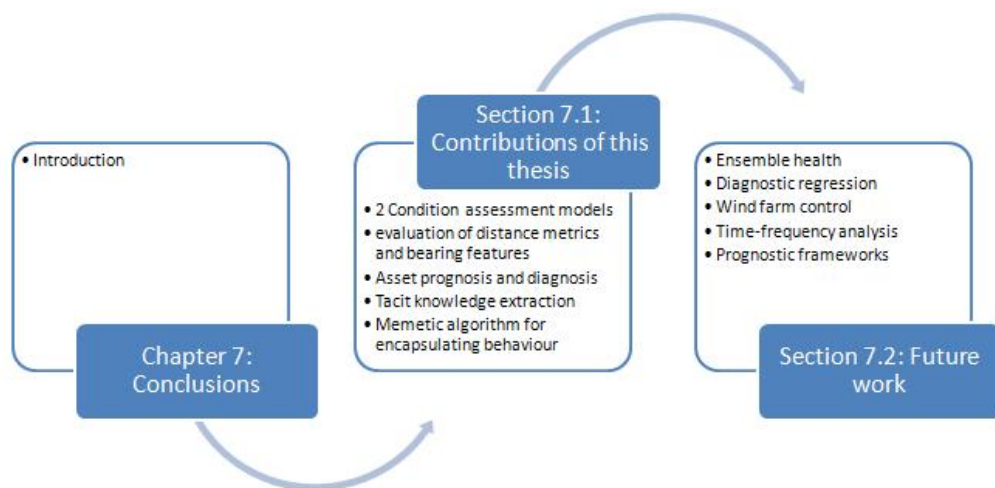 • Introduction
Chapter 7:
Conclusions
Section 7.1:
Contributions of this
thesis
• 2 Condition assessment models
• evaluation of distance metrics
and bearing features
• Asset prognosis and diagnosis
• Tacit knowledge extraction
• Memetic algorithm for
encapsulating behaviour
• Ensemble health
• Diagnostic regression
• Wind farm control
• Time-frequency analysis
• Prognostic frameworks
Section 7.2: Future
work